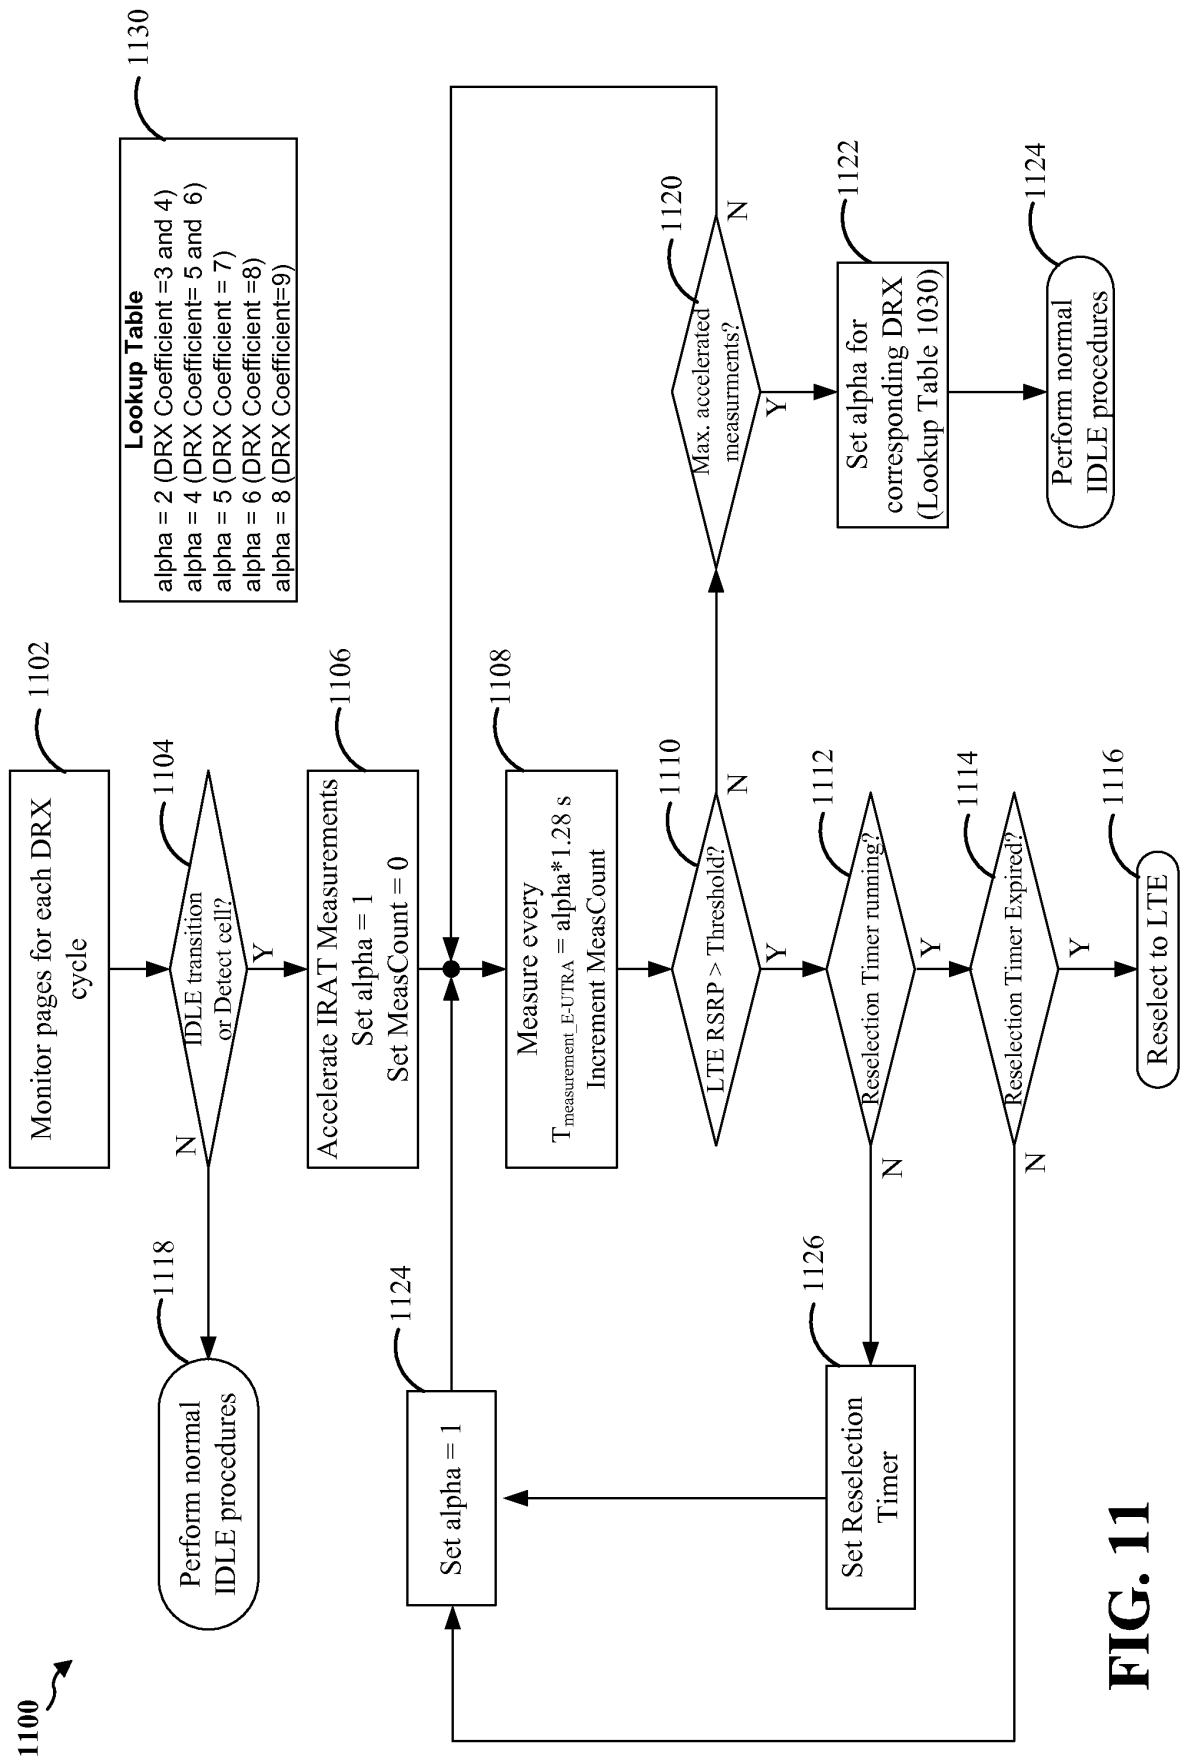 1100
Monitor pages for each DRX
cycle
1102
IDLE transition
or Detect cell?
1104
N
Y
Perform normal
IDLE procedures
1118
Accelerate IRAT Measurements
Set alpha = 1
Set MeasCount = 0
1106
Lookup Table
alpha = 2 (DRX Coefficient =3 and 4)
alpha = 4 (DRX Coefficient= 5 and 6)
alpha = 5 (DRX Coefficient = 7)
alpha = 6 (DRX Coefficient =8)
alpha = 8 (DRX Coefficient=9)
1130
Set alpha = 1
1124
Measure every
Tmeasurement_E-UTRA = alpha*1.28 s
Increment MeasCount
1108
LTE RSRP > Threshold?
1110
N
Y
Max. accelerated
measurments?
1120
N
Y
Reselection Timer running?
1112
N
Y
Set Reselection
Timer
1126
Set alpha for
corresponding DRX
(Lookup Table 1030)
1122
Reselection Timer Expired?
1114
N
Y
Perform normal
IDLE procedures
1124
Reselect to LTE
1116
FIG. 11